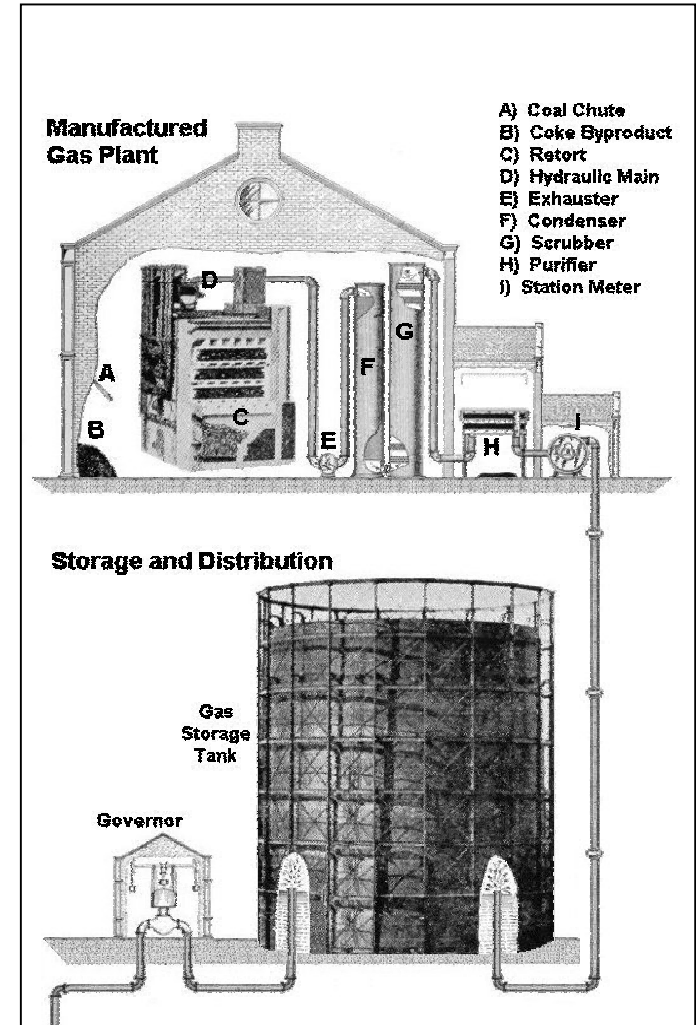 Manufactured
Gas Plant
A) Coal Chute
B) Coke Byproduct
C) Retort
D) Hydraulic Main
E) Exhauster
F) Condenser
G) Scrubber
H) Purifier
I) Station Meter
D
G
F
A
C
B
E
H
I
Storage and Distribution
Gas
Storage
Tank
Governor